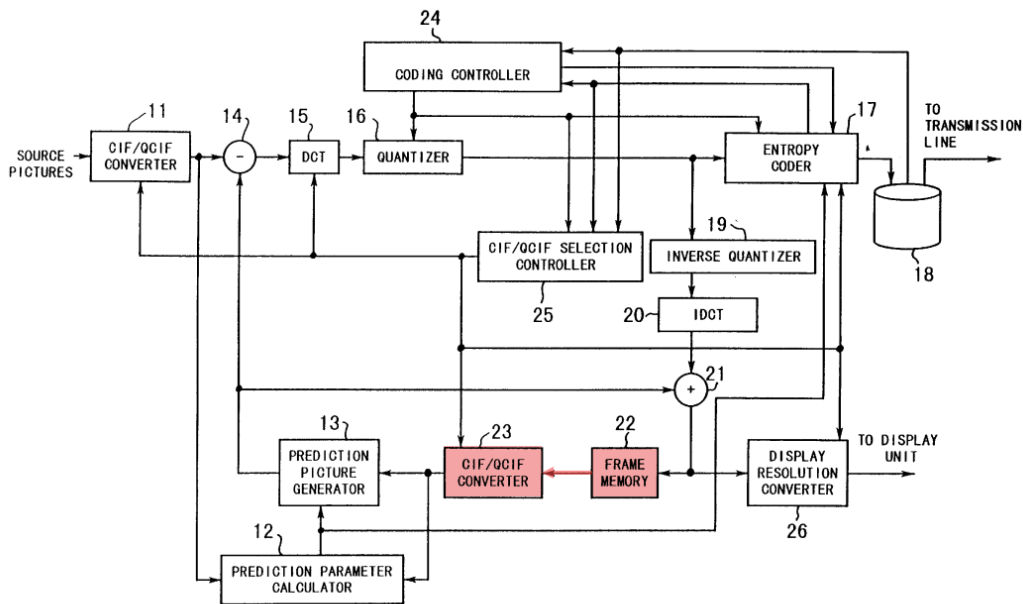 24
CODING CONTROLLER
11
CIF/QCIF
CONVERTER
SOURCE
PICTURES
14
-
15
DCT
16
QUANTIZER
17
ENTROPY
CODER
TO
TRANSMISSION
LINE
18
CIF/QCIF SELECTION
CONTROLLER
25
19
INVERSE QUANTIZER
20
IDCT
21
+
13
PREDICTION
PICTURE
GENERATOR
23
CIF/QCIF
CONVERTER
22
FRAME
MEMORY
DISPLAY
RESOLUTION
CONVERTER
26
TO DISPLAY
UNIT
12
PREDICTION PARAMETER
CALCULATOR